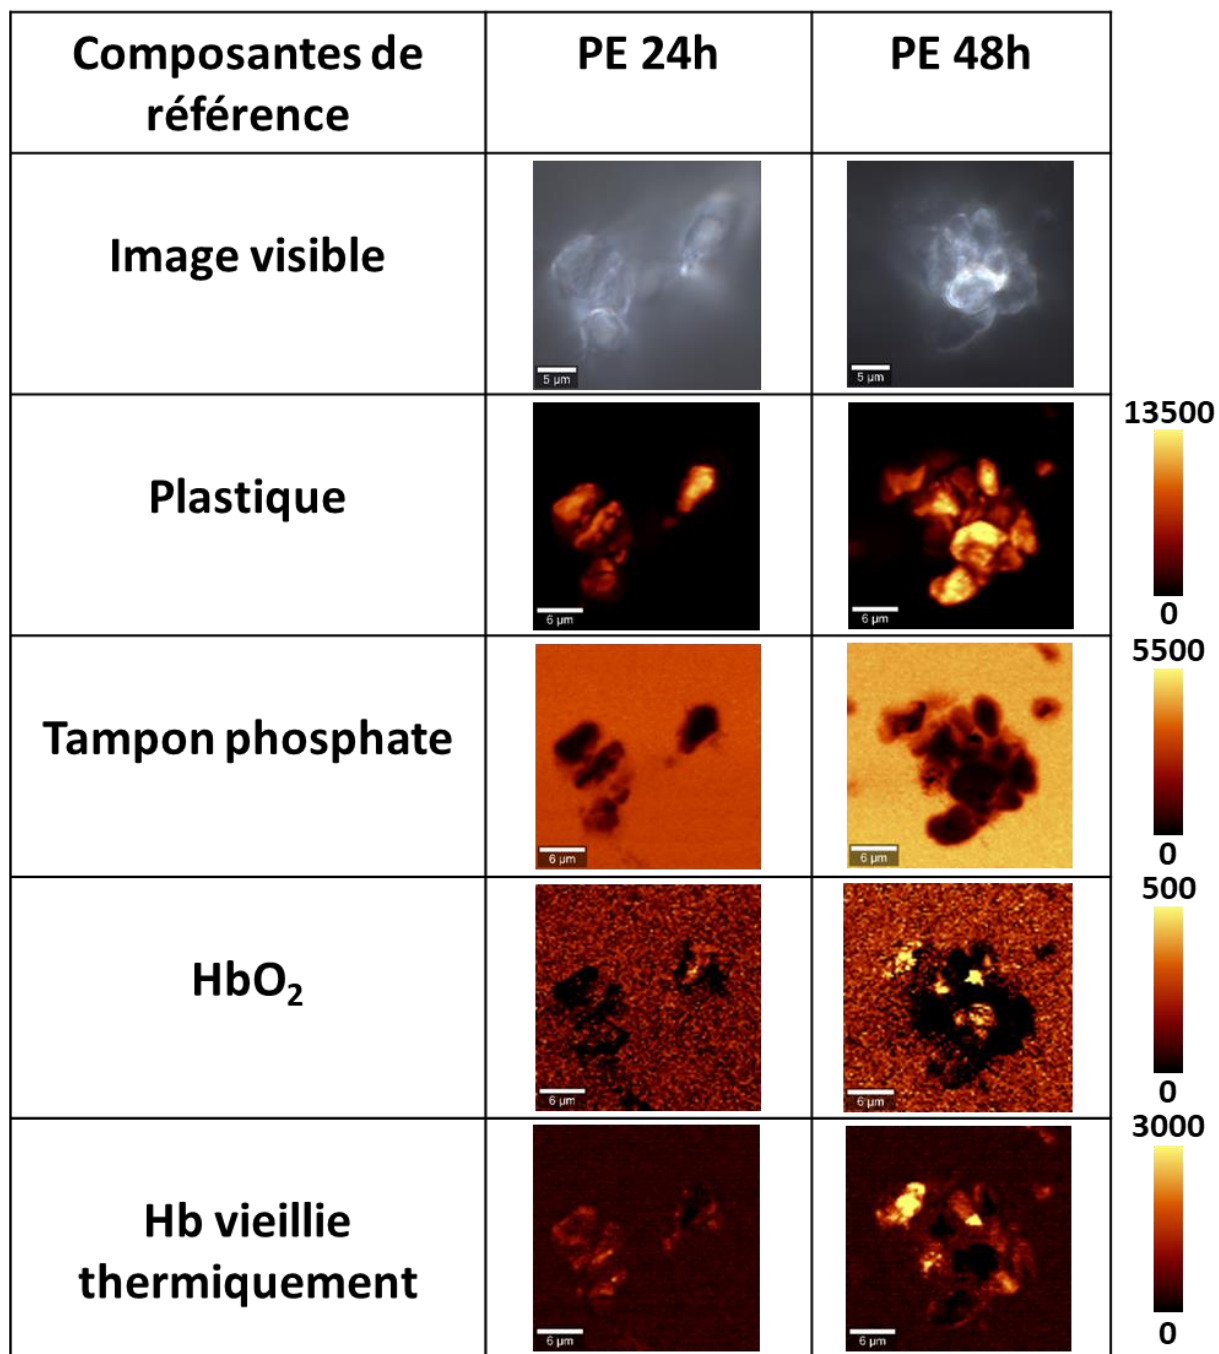 Composantes de
référence
PE 24h
PE 48h
Image visible
5 µm
5 µm
Plastique
6 µm
6 µm
13500
0
Tampon phosphate
6 µm
6 µm
5500
0
HbO₂
6 µm
6 µm
500
0
Hb vieillie
thermiquement
6 µm
6 µm
3000
0